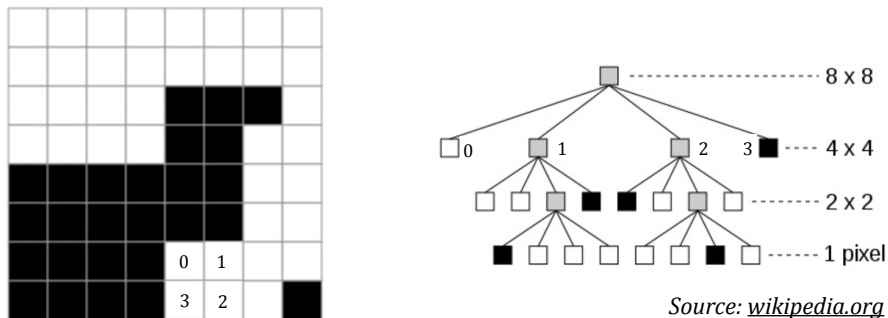 8 x 8
0 1 2 3 4 x 4
2 x 2
0 1
1 pixel
3 2
Source: wikipedia.org